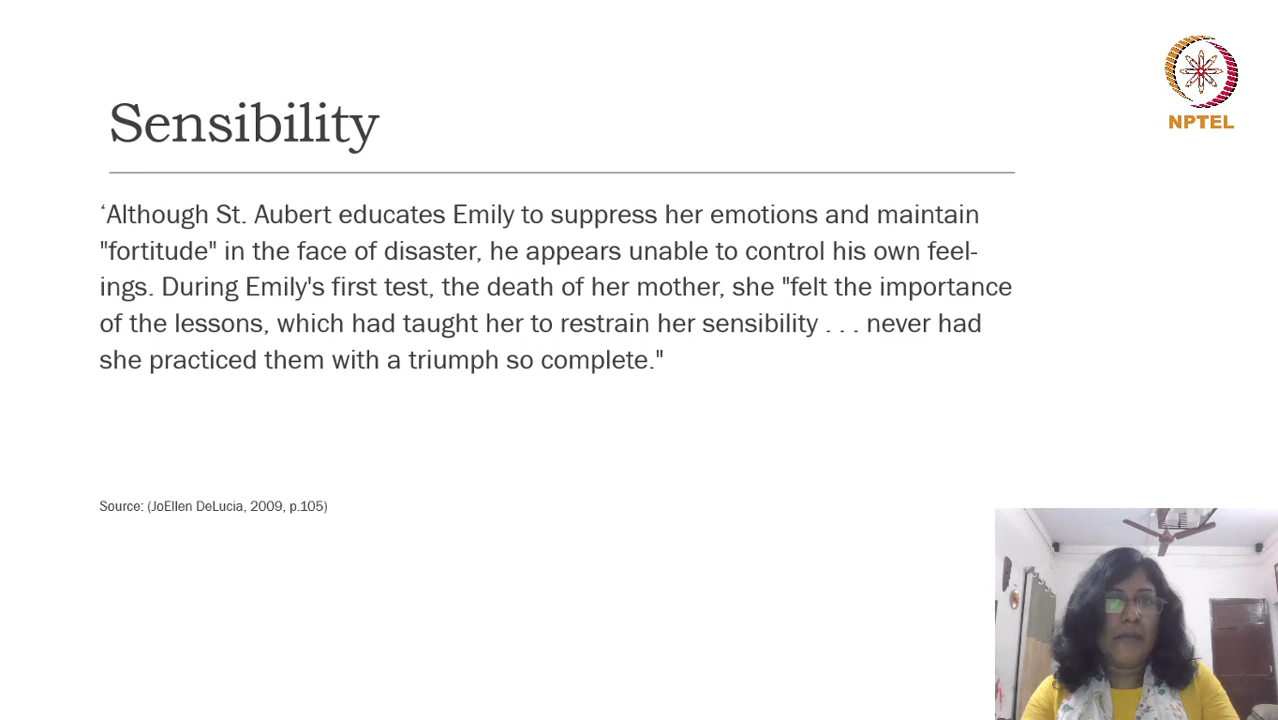 NPTEL
Sensibility
‘Although St. Aubert educates Emily to suppress her emotions and maintain
"fortitude" in the face of disaster, he appears unable to control his own feel-
ings. During Emily's first test, the death of her mother, she "felt the importance
of the lessons, which had taught her to restrain her sensibility . . . never had
she practiced them with a triumph so complete."
Source: (JoEllen DeLucia, 2009, p.105)